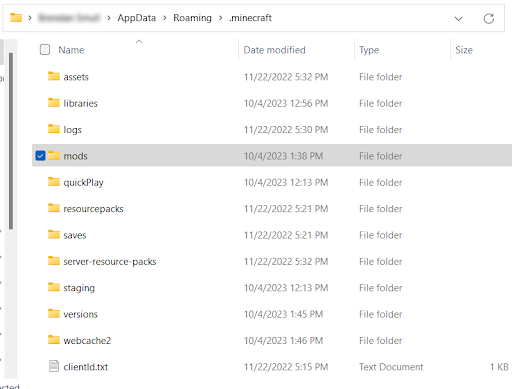 AppData > Roaming > .minecraft
Name Date modified Type Size
assets 11/22/2022 5:32 PM File folder
libraries 10/4/2023 12:56 PM File folder
logs 11/22/2022 5:30 PM File folder
mods 10/4/2023 1:38 PM File folder
quickPlay 10/4/2023 12:13 PM File folder
resourcepacks 11/22/2022 5:21 PM File folder
saves 11/22/2022 5:21 PM File folder
server-resource-packs 11/22/2022 5:32 PM File folder
staging 10/4/2023 12:13 PM File folder
versions 10/4/2023 1:45 PM File folder
webcache2 10/4/2023 1:46 PM File folder
clientId.txt 11/22/2022 5:15 PM Text Document 1 KB